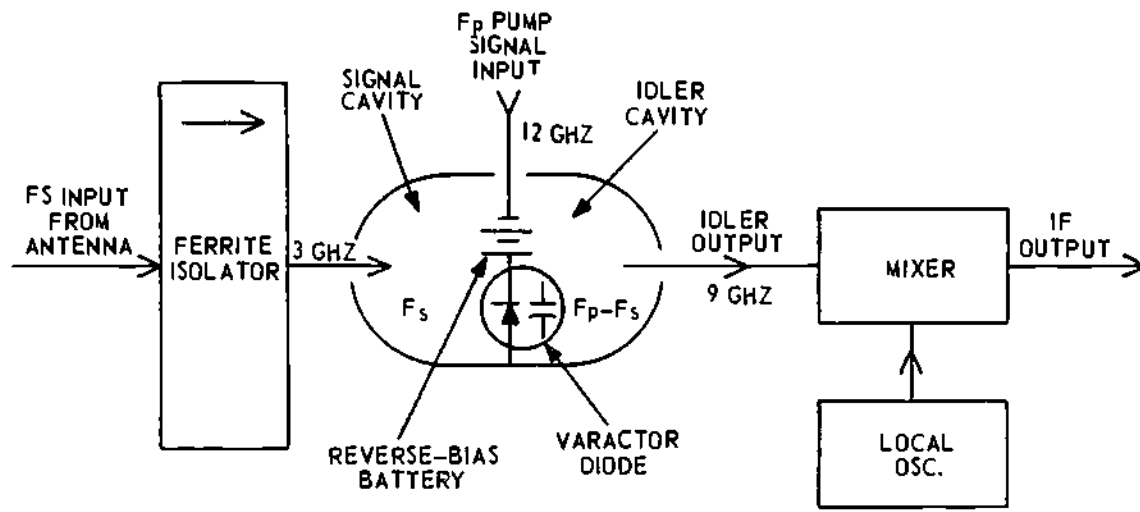 Fp PUMP
SIGNAL
INPUT
SIGNAL
CAVITY
IDLER
CAVITY
12 GHZ
FS INPUT
FROM
ANTENNA
FERRITE
ISOLATOR
3 GHZ
Fs
Fp-Fs
IDLER
OUTPUT
9 GHZ
MIXER
IF
OUTPUT
REVERSE-BIAS
BATTERY
VARACTOR
DIODE
LOCAL
OSC.